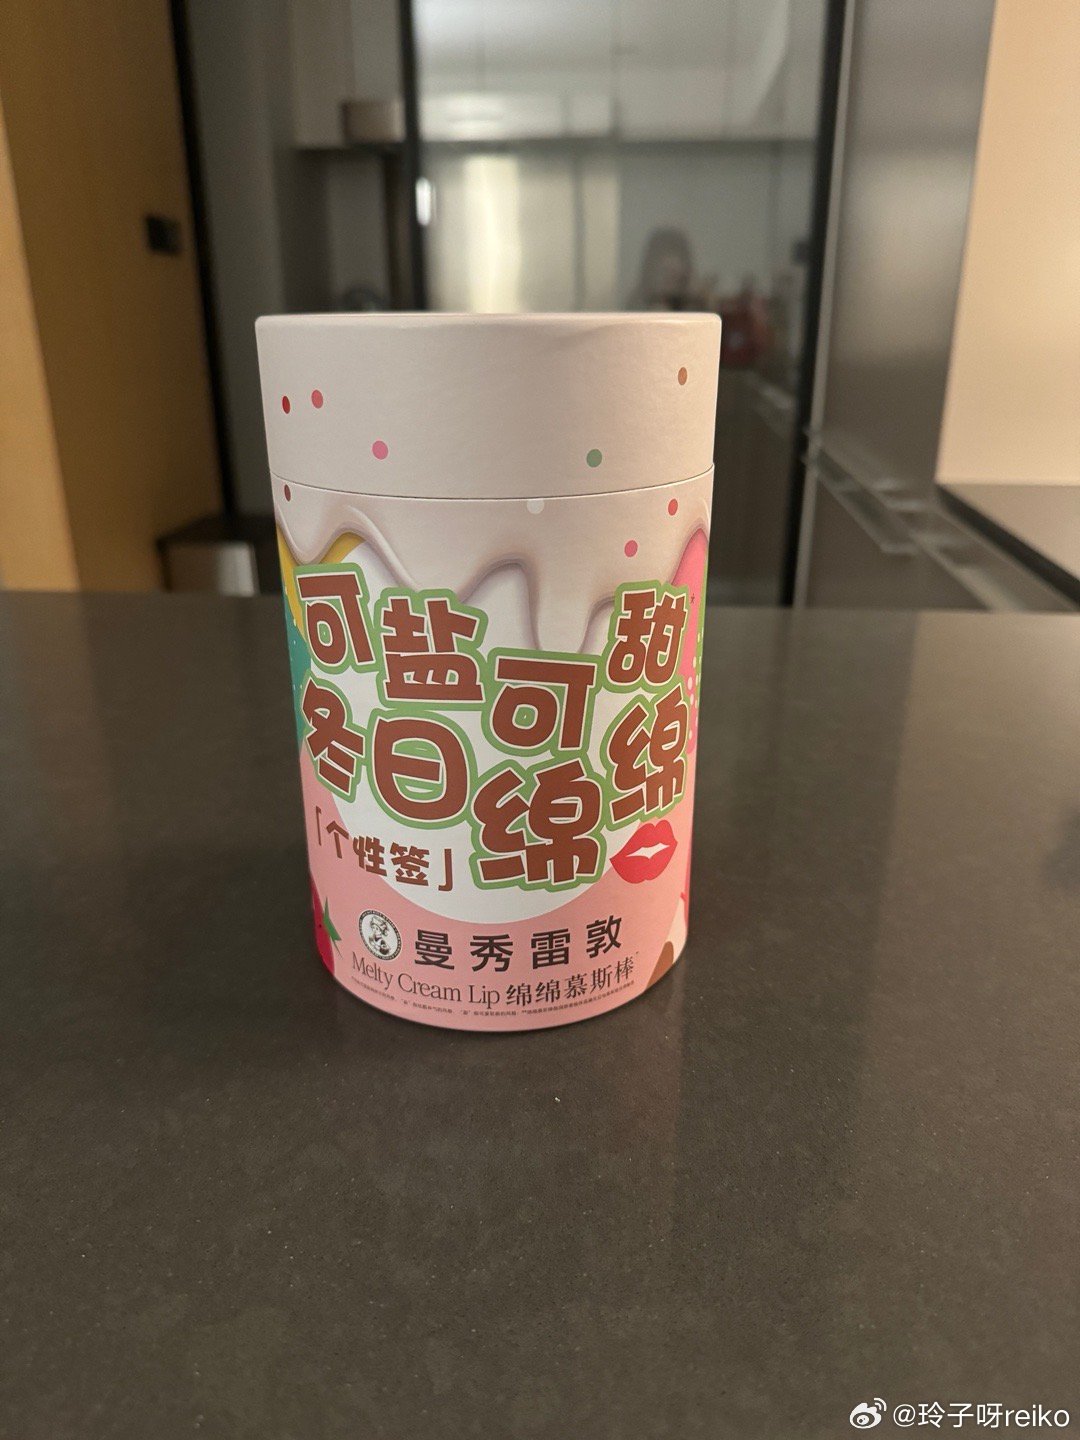 可盐可甜*
冬日绵绵
「个性签」
曼秀雷敦
Melty Cream Lip 绵绵慕斯棒
@玲子呀reiko